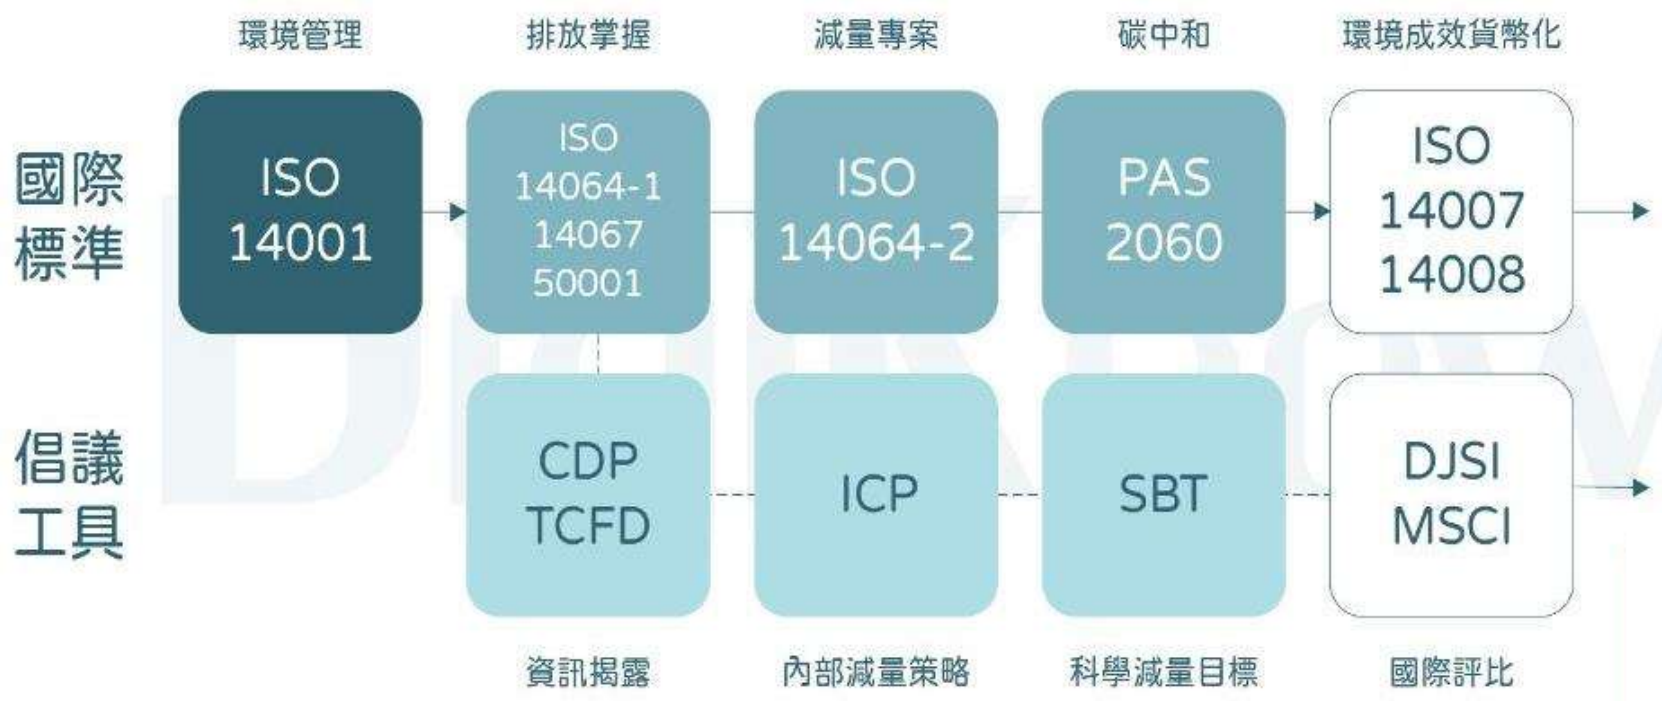 環境管理
排放掌握
減量專案
碳中和
環境成效貨幣化
國際
標準
ISO
14001
ISO
14064-1
14067
50001
ISO
14064-2
PAS
2060
ISO
14007
14008
倡議
工具
CDP
TCFD
ICP
SBT
DJSI
MSCI
資訊揭露
內部減量策略
科學減量目標
國際評比